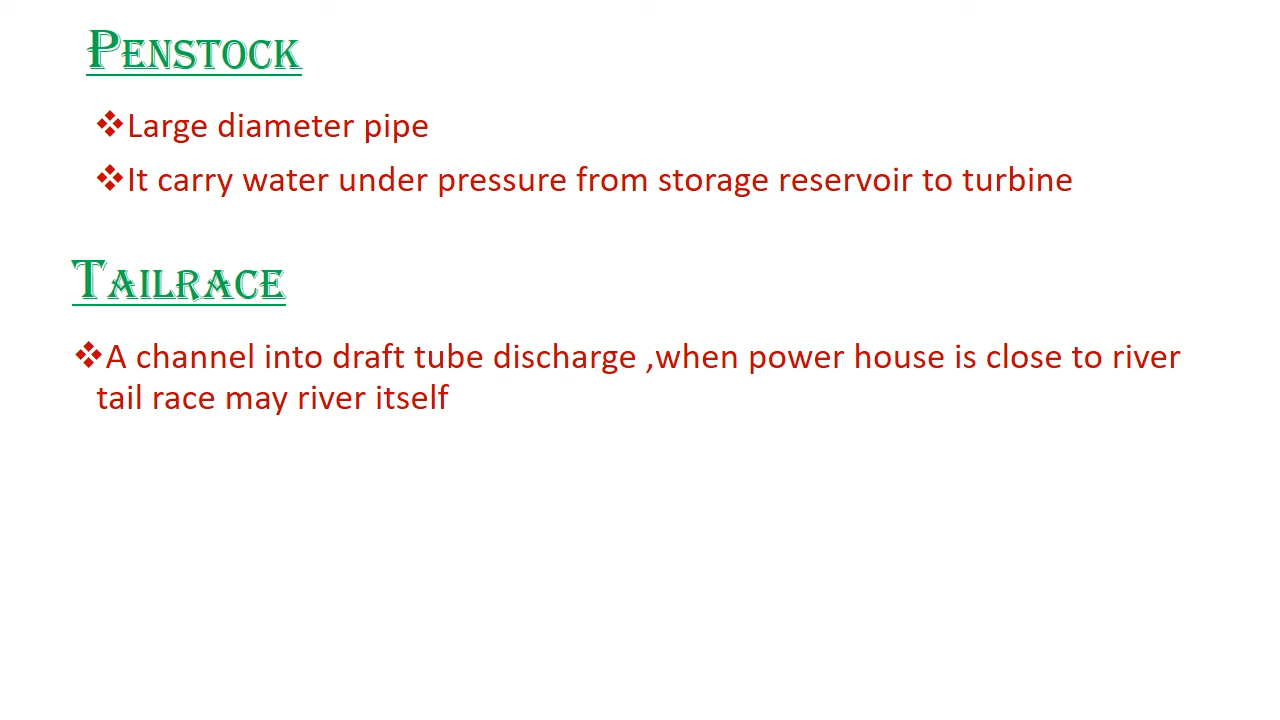 Penstock
❖Large diameter pipe
❖It carry water under pressure from storage reservoir to turbine
Tailrace
❖A channel into draft tube discharge ,when power house is close to river
tail race may river itself